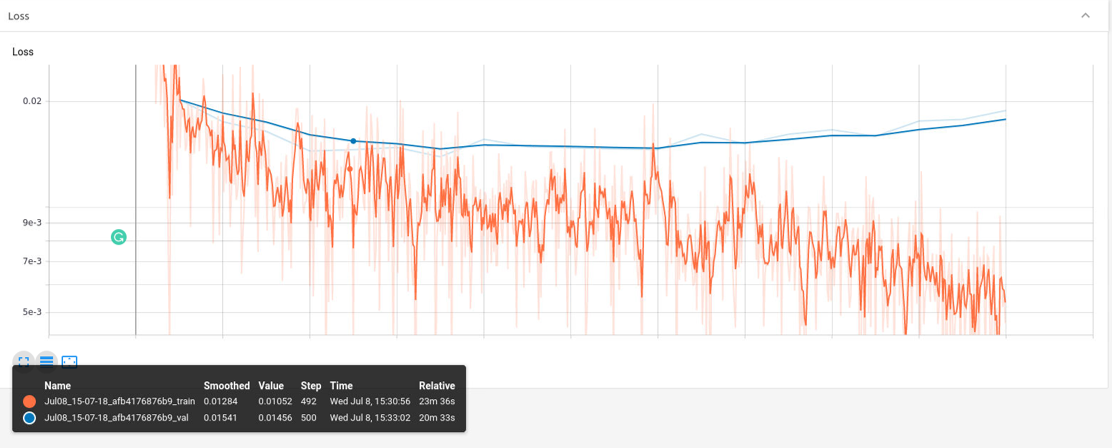 Loss
Loss
0.02
9e-3
7e-3
5e-3
Name Smoothed Value Step Time Relative
Jul08_15-07-18_afb4176876b9_train 0.01284 0.01052 492 Wed Jul 8, 15:30:56 23m 36s
Jul08_15-07-18_afb4176876b9_val 0.01541 0.01456 500 Wed Jul 8, 15:33:02 20m 33s